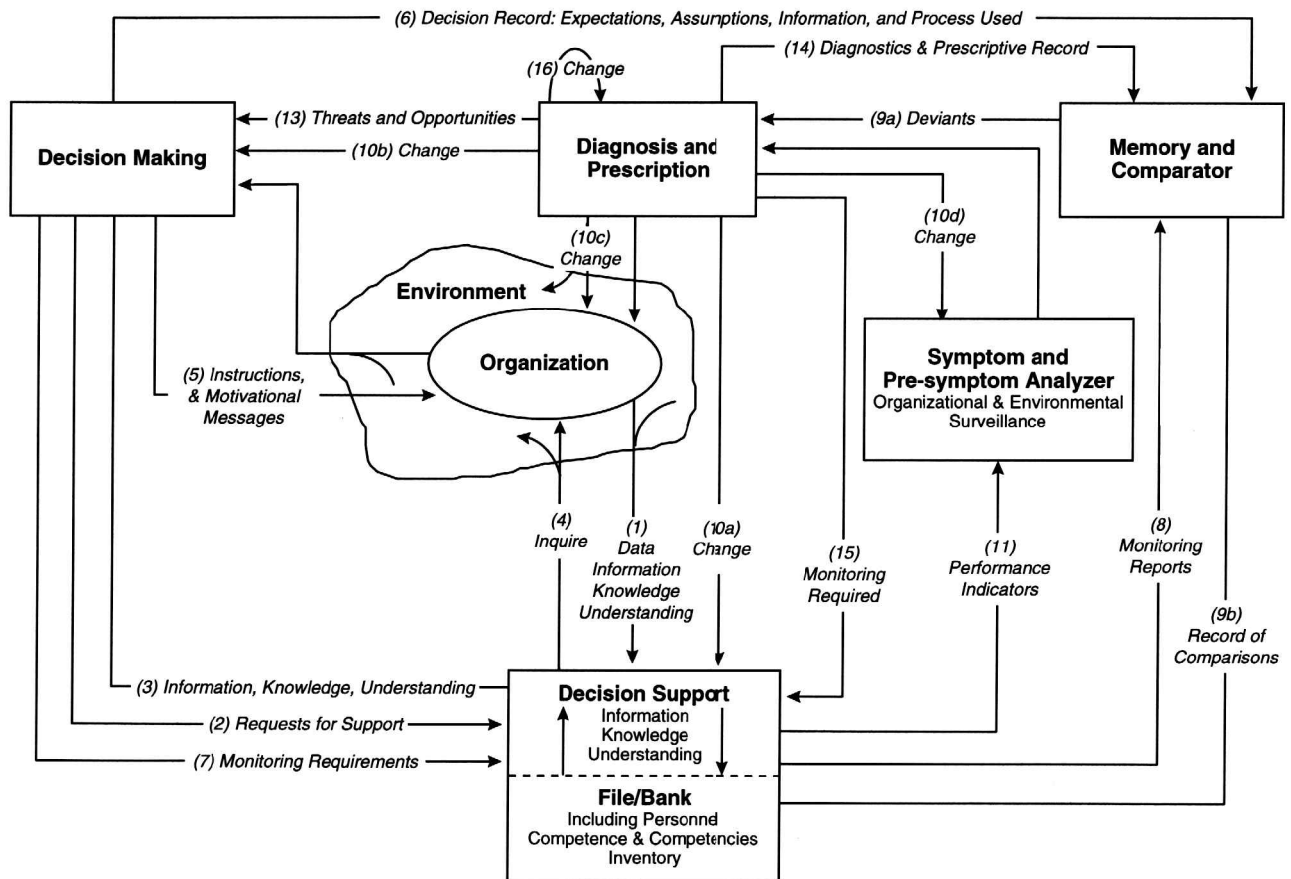 (6) Decision Record: Expectations, Assumptions, Information, and Process Used
(14) Diagnostics & Prescriptive Record
(16) Change
(13) Threats and Opportunities
(9a) Deviants
Decision Making
(10b) Change
Diagnosis and
Prescription
Memory and
Comparator
(10c)
Change
(10d)
Change
Environment
Organization
(5) Instructions,
& Motivational
Messages
Symptom and
Pre-symptom Analyzer
Organizational & Environmental
Surveillance
(4)
Inquire
(1)
Data
Information
Knowledge
Understanding
(10a)
Change
(15)
Monitoring
Required
(11)
Performance
Indicators
(8)
Monitoring
Reports
(9b)
Record of
Comparisons
(3) Information, Knowledge, Understanding
(2) Requests for Support
(7) Monitoring Requirements
Decision Support
Information
Knowledge
Understanding
File/Bank
Including Personnel
Competence & Competencies
Inventory